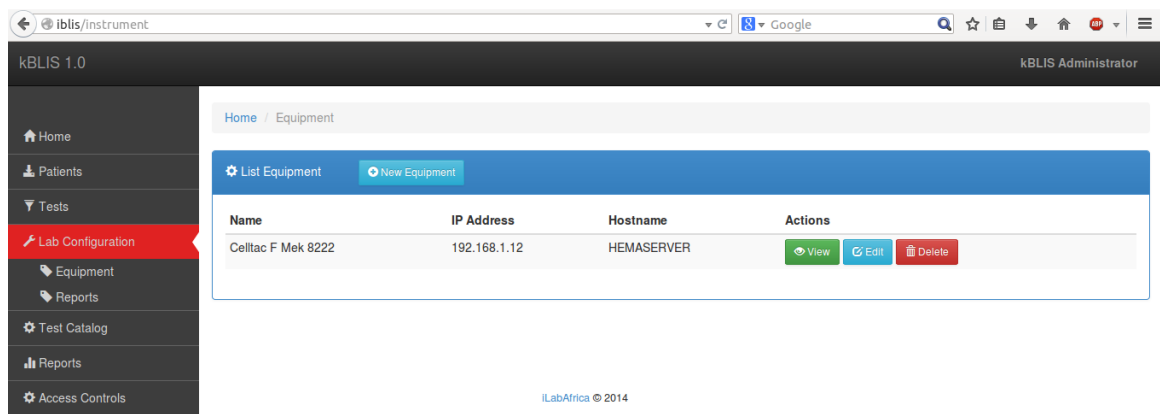 iblis/instrument
Google
ABP
kBLIS 1.0
kBLIS Administrator
Home
Patients
Tests
Lab Configuration
Equipment
Reports
Test Catalog
Reports
Access Controls
Home / Equipment
List Equipment
New Equipment
Name IP Address Hostname Actions
Celltac F Mek 8222 192.168.1.12 HEMASERVER View Edit Delete
iLabAfrica © 2014